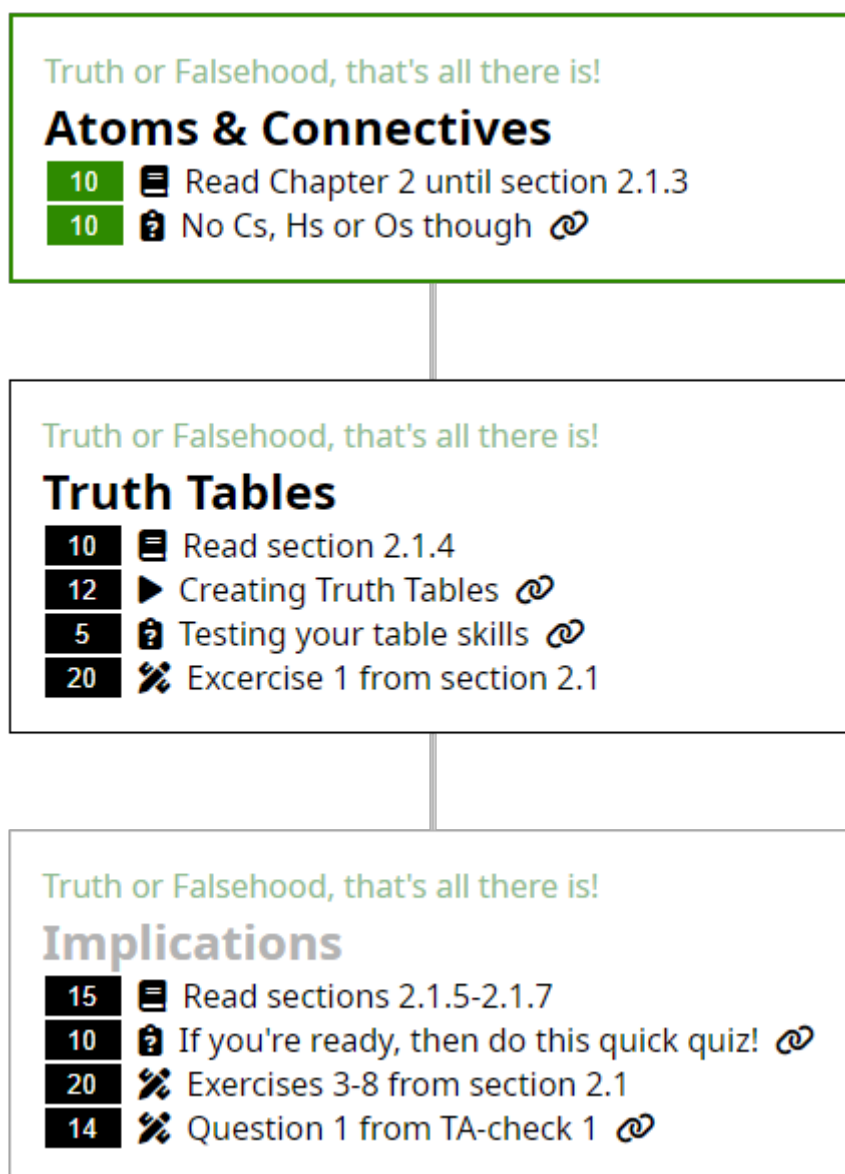 Truth or Falsehood, that's all there is!
Atoms & Connectives
10 Read Chapter 2 until section 2.1.3
10 No Cs, Hs or Os though
Truth or Falsehood, that's all there is!
Truth Tables
10 Read section 2.1.4
12 Creating Truth Tables
5 Testing your table skills
20 Excercise 1 from section 2.1
Truth or Falsehood, that's all there is!
Implications
15 Read sections 2.1.5-2.1.7
10 If you're ready, then do this quick quiz!
20 Exercises 3-8 from section 2.1
14 Question 1 from TA-check 1